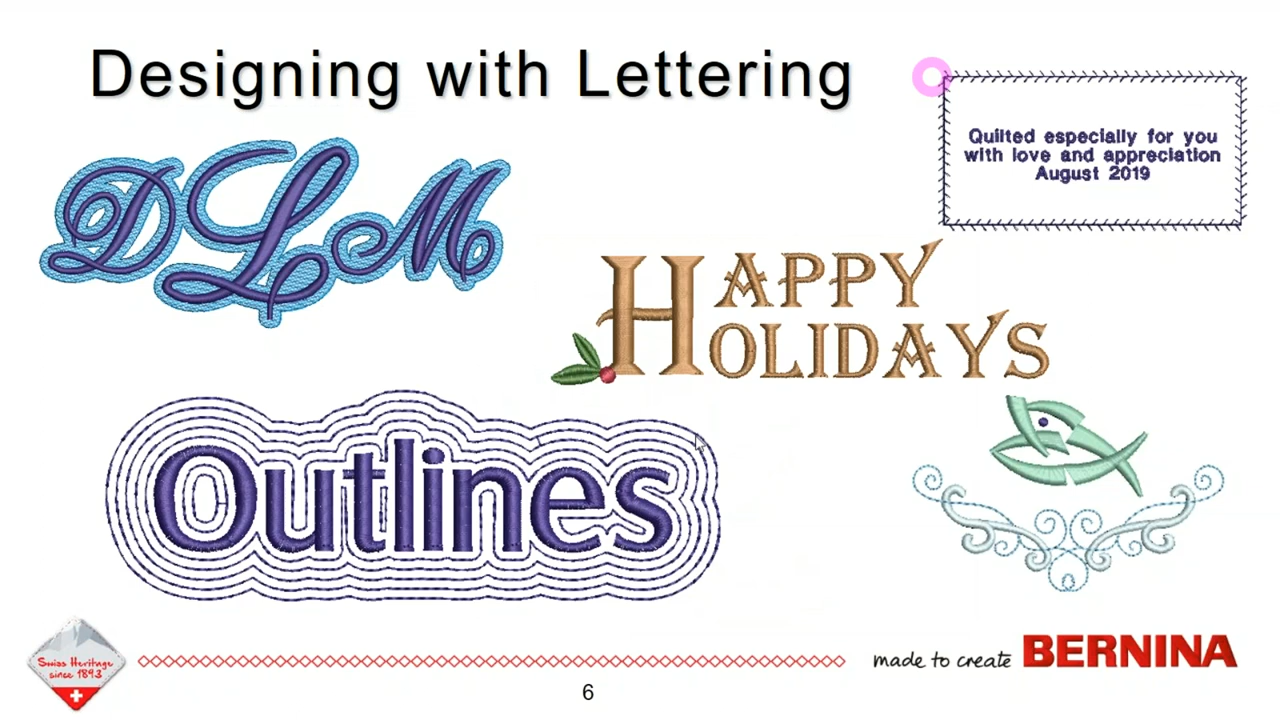 Designing with Lettering
DLM
Quilted especially for you
with love and appreciation
August 2019
HAPPY
HOLIDAYS
Outlines
Swiss Heritage
since 1893
made to create BERNINA
6